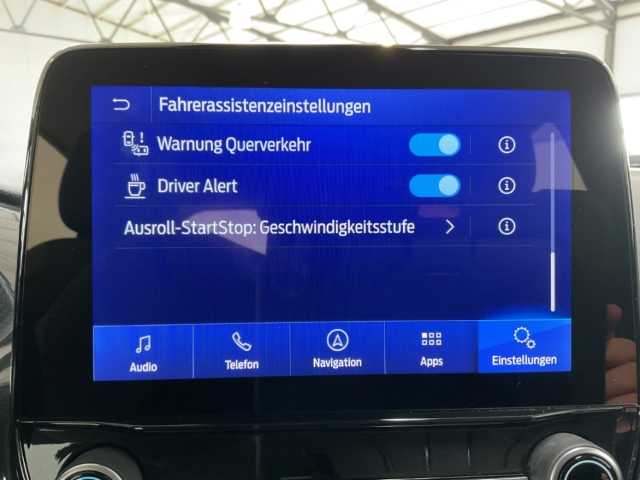 Fahrerassistenzeinstellungen
Warnung Querverkehr
Driver Alert
Ausroll-StartStop: Geschwindigkeitsstufe
Audio
Telefon
Navigation
Apps
Einstellungen